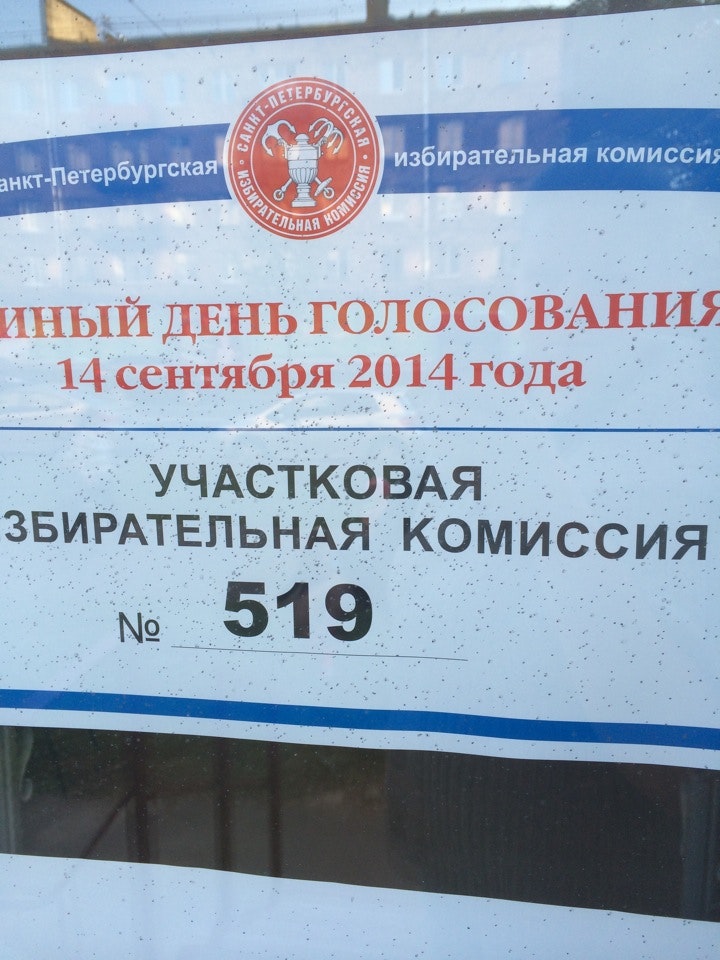 САНКТ-ПЕТЕРБУРГСКАЯ
ИЗБИРАТЕЛЬНАЯ КОМИССИЯ
анкт-Петербургская избирательная комиссия
ИНЫЙ ДЕНЬ ГОЛОСОВАНИЯ
14 сентября 2014 года
УЧАСТКОВАЯ
ЗБИРАТЕЛЬНАЯ КОМИССИЯ
№ 519